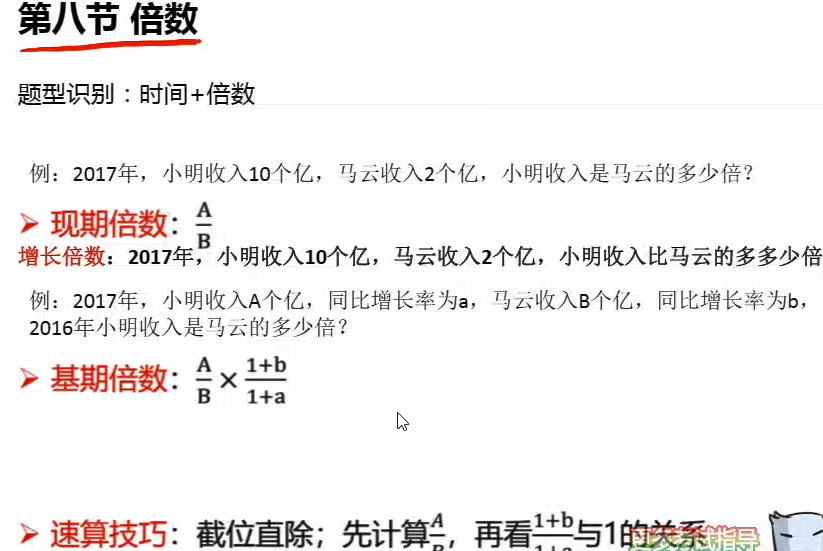 第八节 倍数
题型识别：时间+倍数
例：2017年，小明收入10个亿，马云收入2个亿，小明收入是马云的多少倍？
➢ 现期倍数：A/B
增长倍数：2017年，小明收入10个亿，马云收入2个亿，小明收入比马云的多多少倍
例：2017年，小明收入A个亿，同比增长率为a，马云收入B个亿，同比增长率为b，
2016年小明收入是马云的多少倍？
➢ 基期倍数：A/B×(1+b)/(1+a)
➢ 速算技巧：截位直除；先计算A/B，再看(1+b)/(1+a)与1的关系